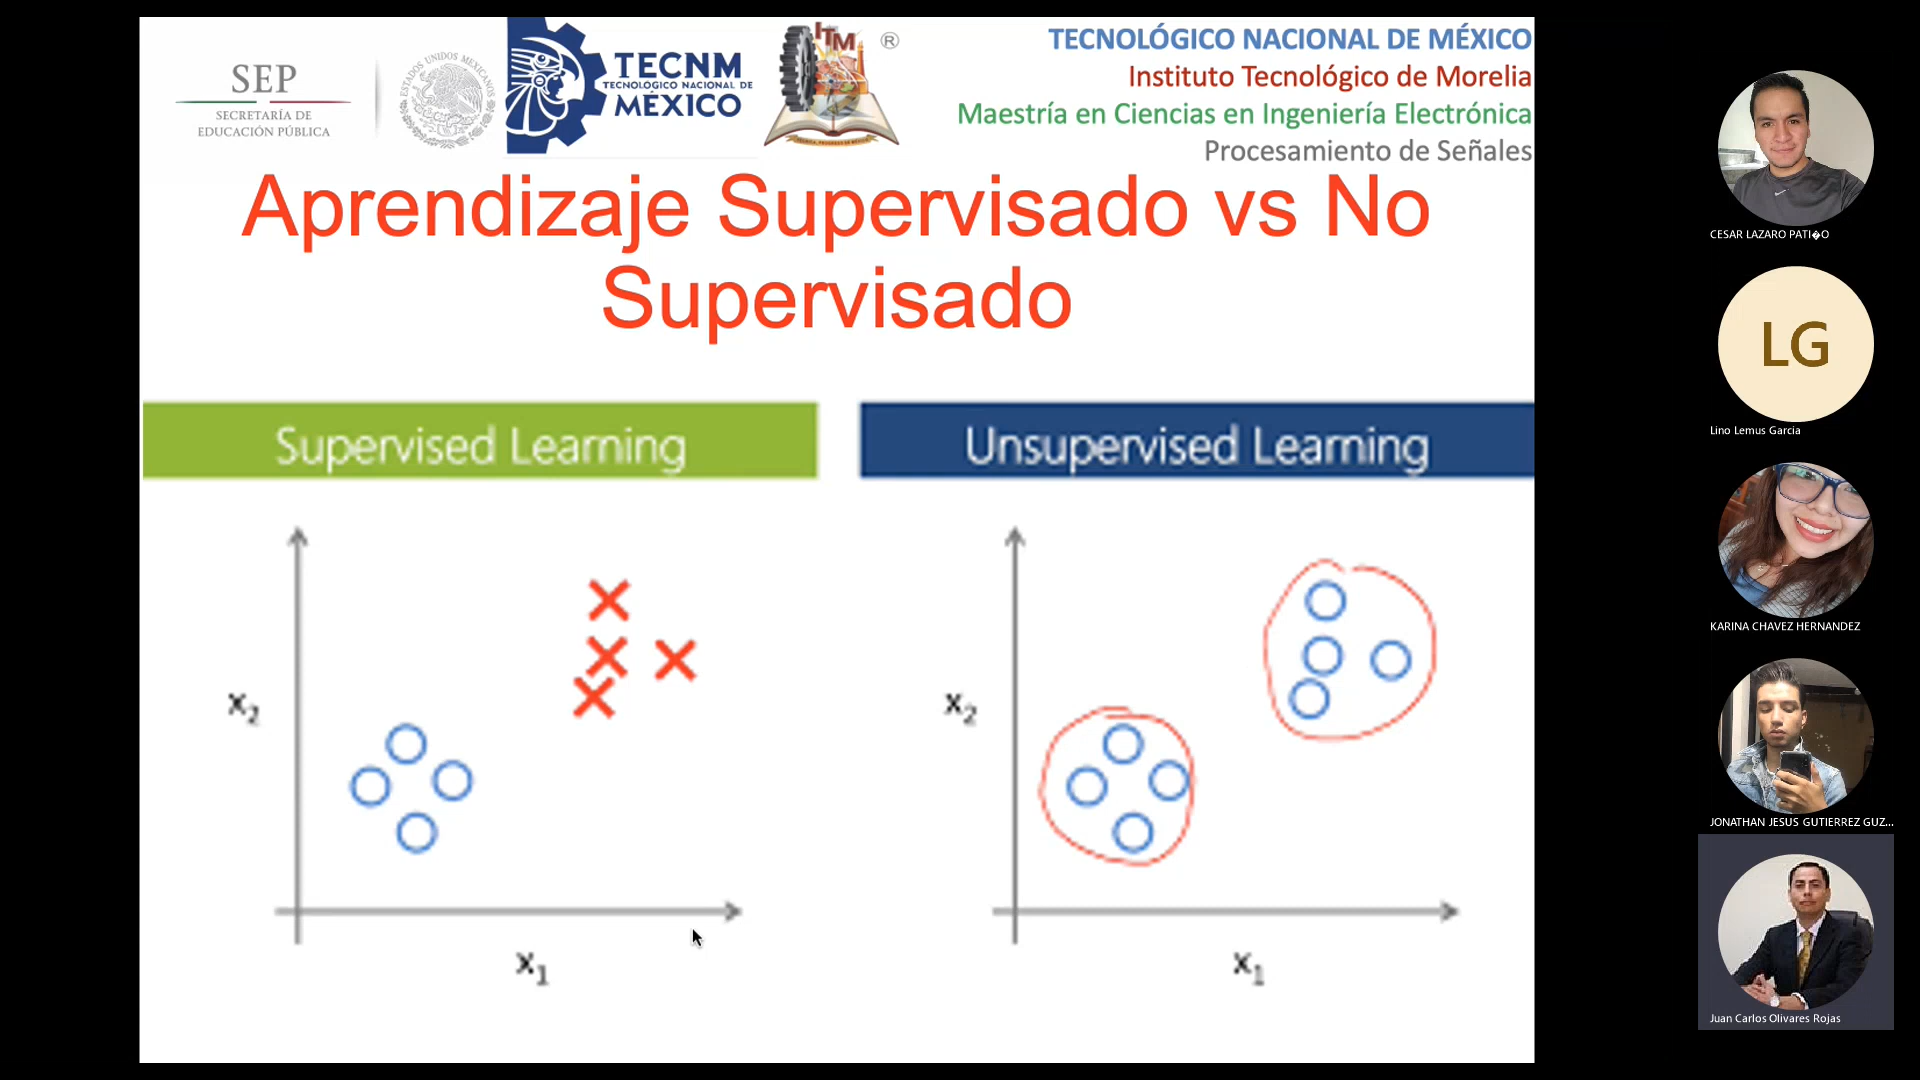 SEP
SECRETARÍA DE
EDUCACIÓN PÚBLICA
ESTADOS UNIDOS MEXICANOS
TECNM
TECNOLÓGICO NACIONAL DE
MÉXICO
ITM
®
TECNOLÓGICO NACIONAL DE MÉXICO
Instituto Tecnológico de Morelia
Maestría en Ciencias en Ingeniería Electrónica
Procesamiento de Señales
Aprendizaje Supervisado vs No
Supervisado
Supervised Learning
Unsupervised Learning
x2
x1
x2
x1
CESAR LAZARO PATI�O
LG
Lino Lemus Garcia
KARINA CHAVEZ HERNANDEZ
JONATHAN JESUS GUTIERREZ GUZ...
Juan Carlos Olivares Rojas